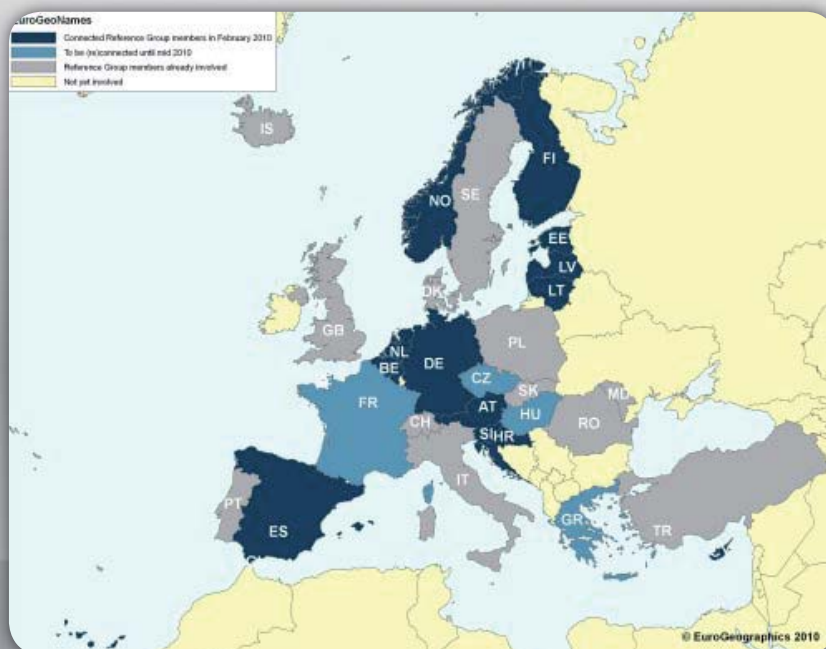 EuroGeoNames
Connected Reference Group members in February 2010
To be (re)connected until mid 2010
Reference Group members already involved
Not yet involved
IS
FI
NO
SE
EE
LV
LT
DK
GB
PL
NL
DE
BE
CZ
SK
MD
FR
AT
HU
CH
RO
SI
HR
IT
PT
GR
ES
TR
© EuroGeographics 2010